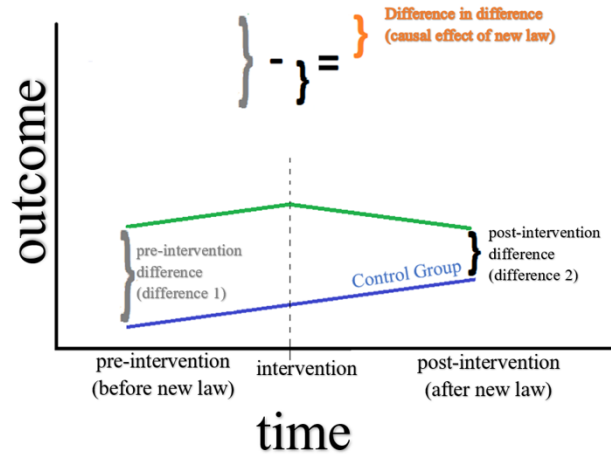 Difference in difference
(causal effect of new law)
} - } = }
outcome
pre-intervention
difference
(difference 1)
Control Group
post-intervention
difference
(difference 2)
pre-intervention
(before new law)
intervention
post-intervention
(after new law)
time